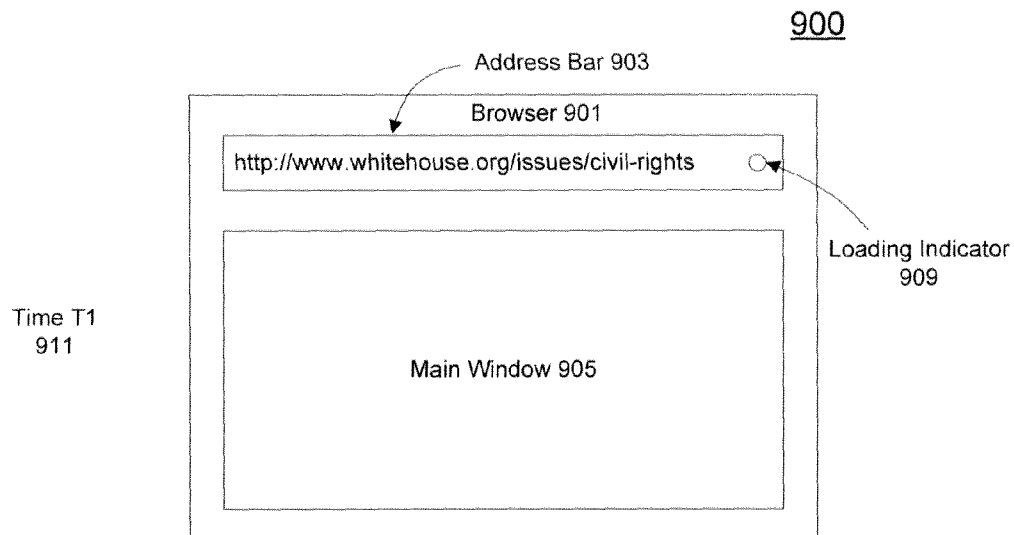 900
Address Bar 903
Browser 901
http://www.whitehouse.org/issues/civil-rights
Loading Indicator
909
Time T1
911
Main Window 905